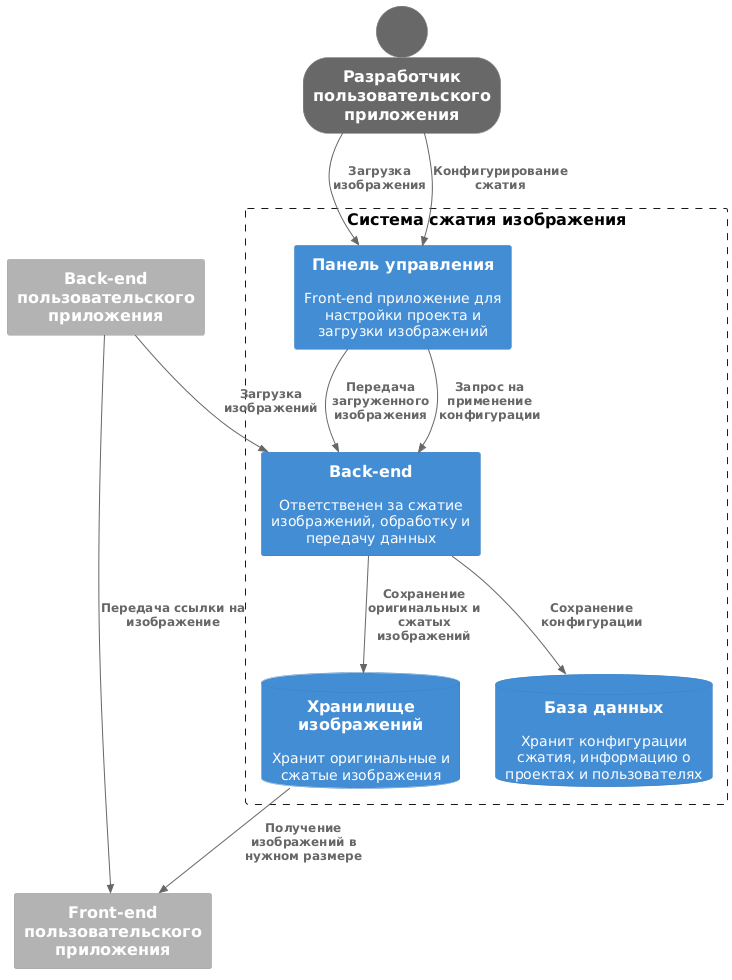 Разработчик
пользовательского
приложения
Загрузка
изображения
Конфигурирование
сжатия
Система сжатия изображения
Панель управления
Front-end приложение для
настройки проекта и
загрузки изображений
Back-end
пользовательского
приложения
Загрузка
изображений
Передача
загруженного
изображения
Запрос на
применение
конфигурации
Back-end
Ответственен за сжатие
изображений, обработку и
передачу данных
Передача ссылки на
изображение
Сохранение
оригинальных и
сжатых
изображений
Сохранение
конфигурации
Хранилище
изображений
Хранит оригинальные и
сжатые изображения
База данных
Хранит конфигурации
сжатия, информацию о
проектах и пользователях
Получение
изображений в
нужном размере
Front-end
пользовательского
приложения